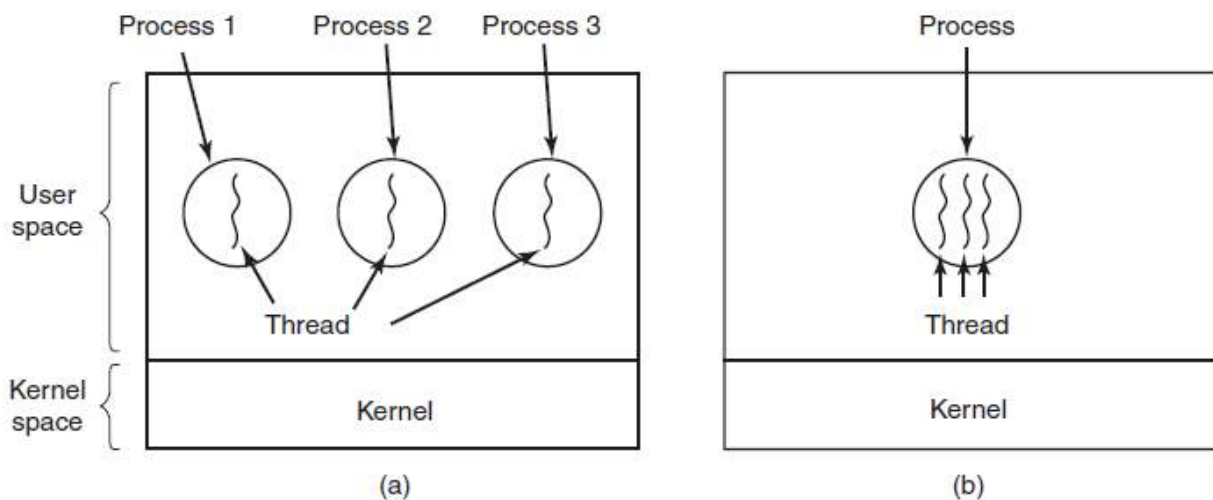 Process 1 Process 2 Process 3 Process
User
space
Thread Thread
Kernel
space
Kernel Kernel
(a) (b)